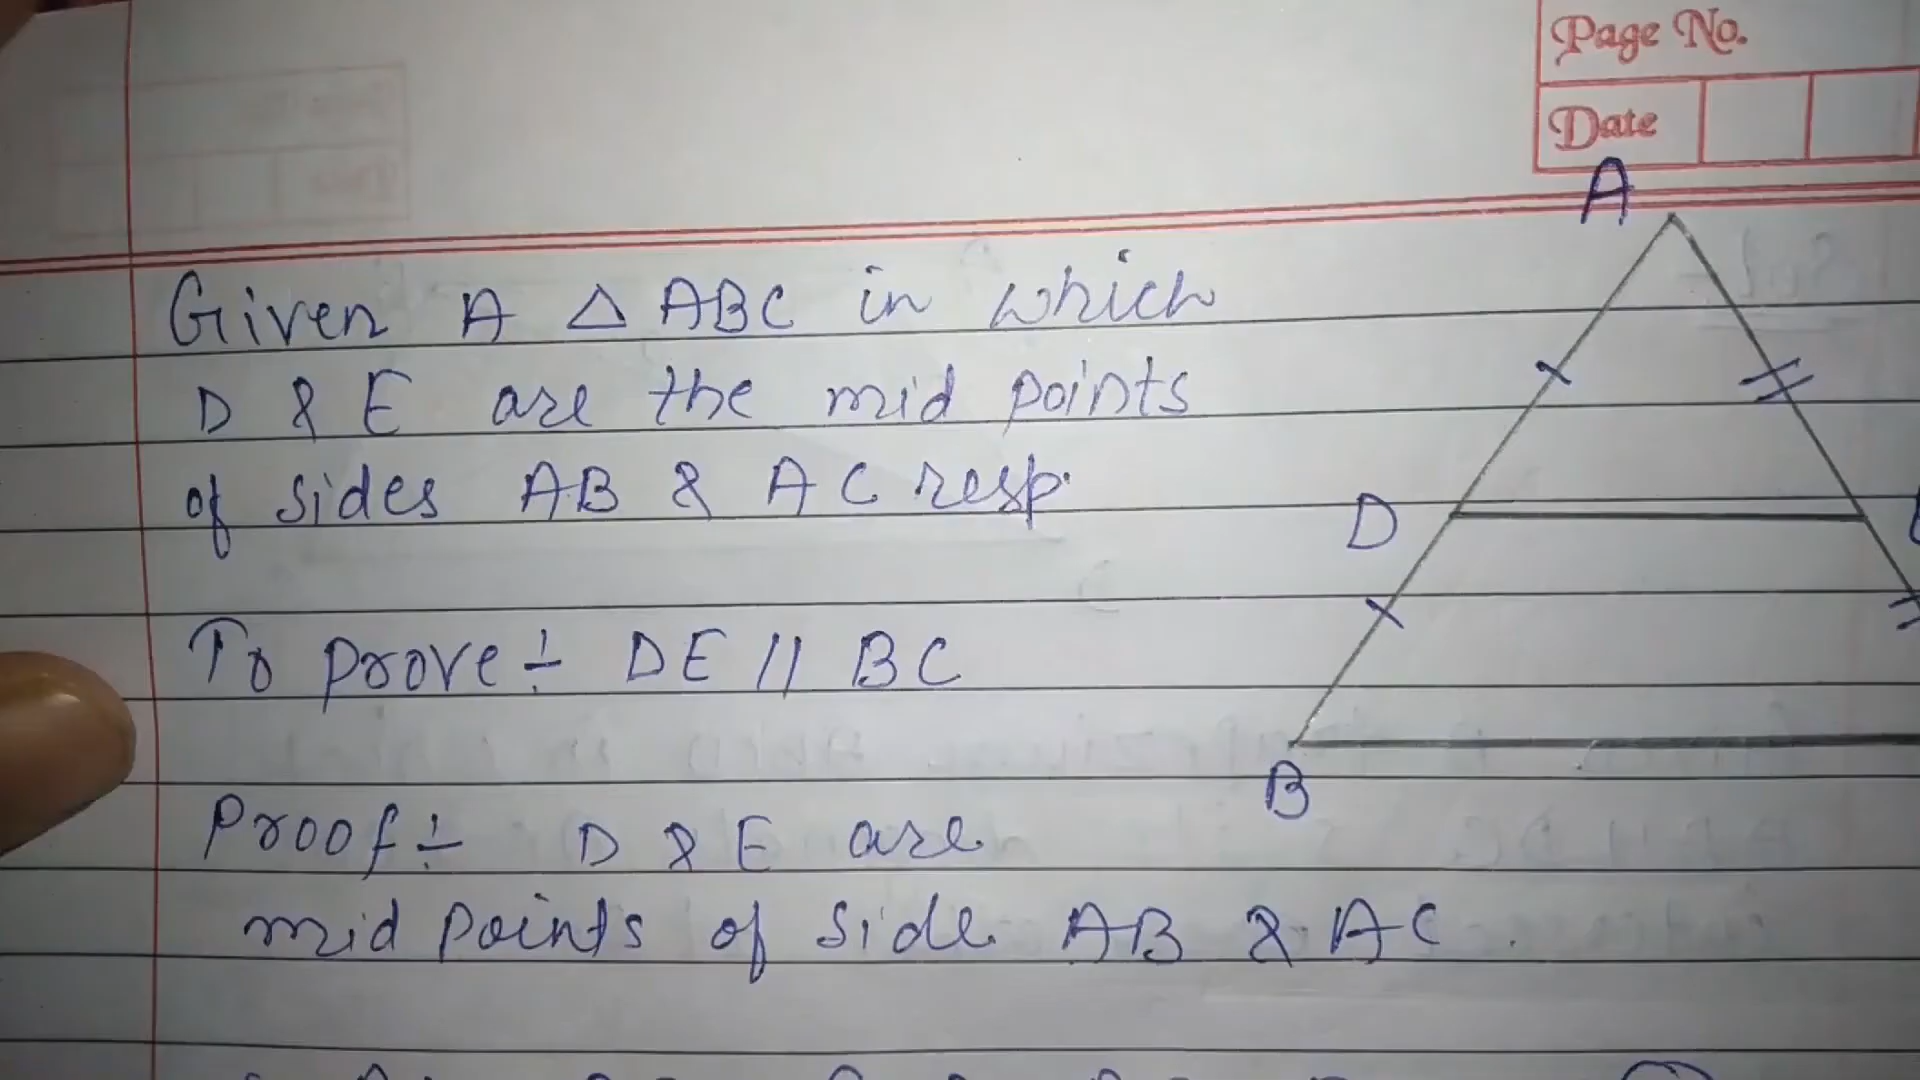 Page No.
Date
A
Given A △ ABC in which
D & E are the mid points
of sides AB & AC resp.
D
To prove ÷ DE // BC
B
Proof ÷ D & E are
mid points of side AB & AC.